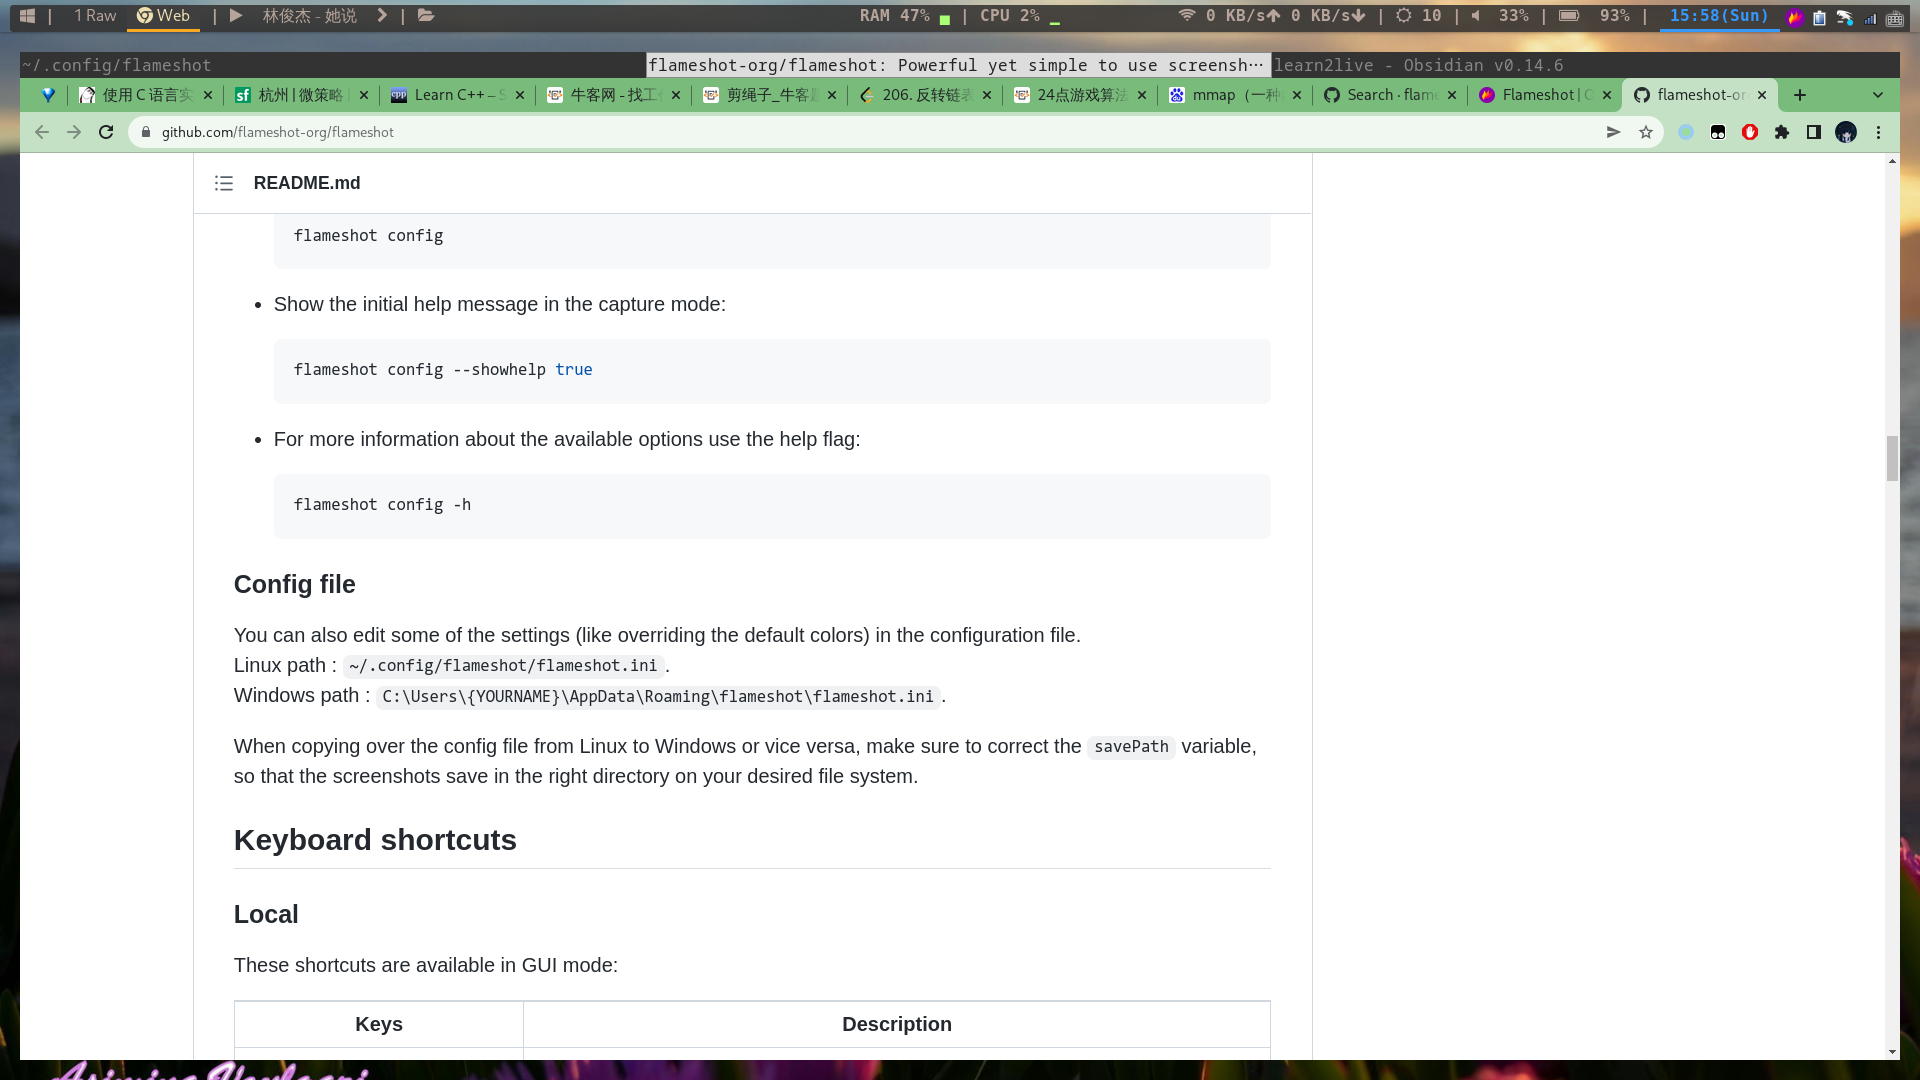 | 1 Raw Web | 林俊杰 - 她说 |
RAM 47% | CPU 2%
0 KB/s 0 KB/s | 10 | 33% | 93% | 15:58(Sun)
~/.config/flameshot
flameshot-org/flameshot: Powerful yet simple to use screensh…
learn2live - Obsidian v0.14.6
使用 C 语言实
杭州 | 微策略
Learn C++ –
牛客网 - 找工
剪绳子_牛客
206. 反转链表
24点游戏算法
mmap（一种
Search · flame
Flameshot |
flameshot-or
github.com/flameshot-org/flameshot
README.md
flameshot config
• Show the initial help message in the capture mode:
flameshot config --showhelp true
• For more information about the available options use the help flag:
flameshot config -h
Config file
You can also edit some of the settings (like overriding the default colors) in the configuration file.
Linux path : ~/.config/flameshot/flameshot.ini.
Windows path : C:\Users\{YOURNAME}\AppData\Roaming\flameshot\flameshot.ini.
When copying over the config file from Linux to Windows or vice versa, make sure to correct the savePath variable,
so that the screenshots save in the right directory on your desired file system.
Keyboard shortcuts
Local
These shortcuts are available in GUI mode:
Keys Description